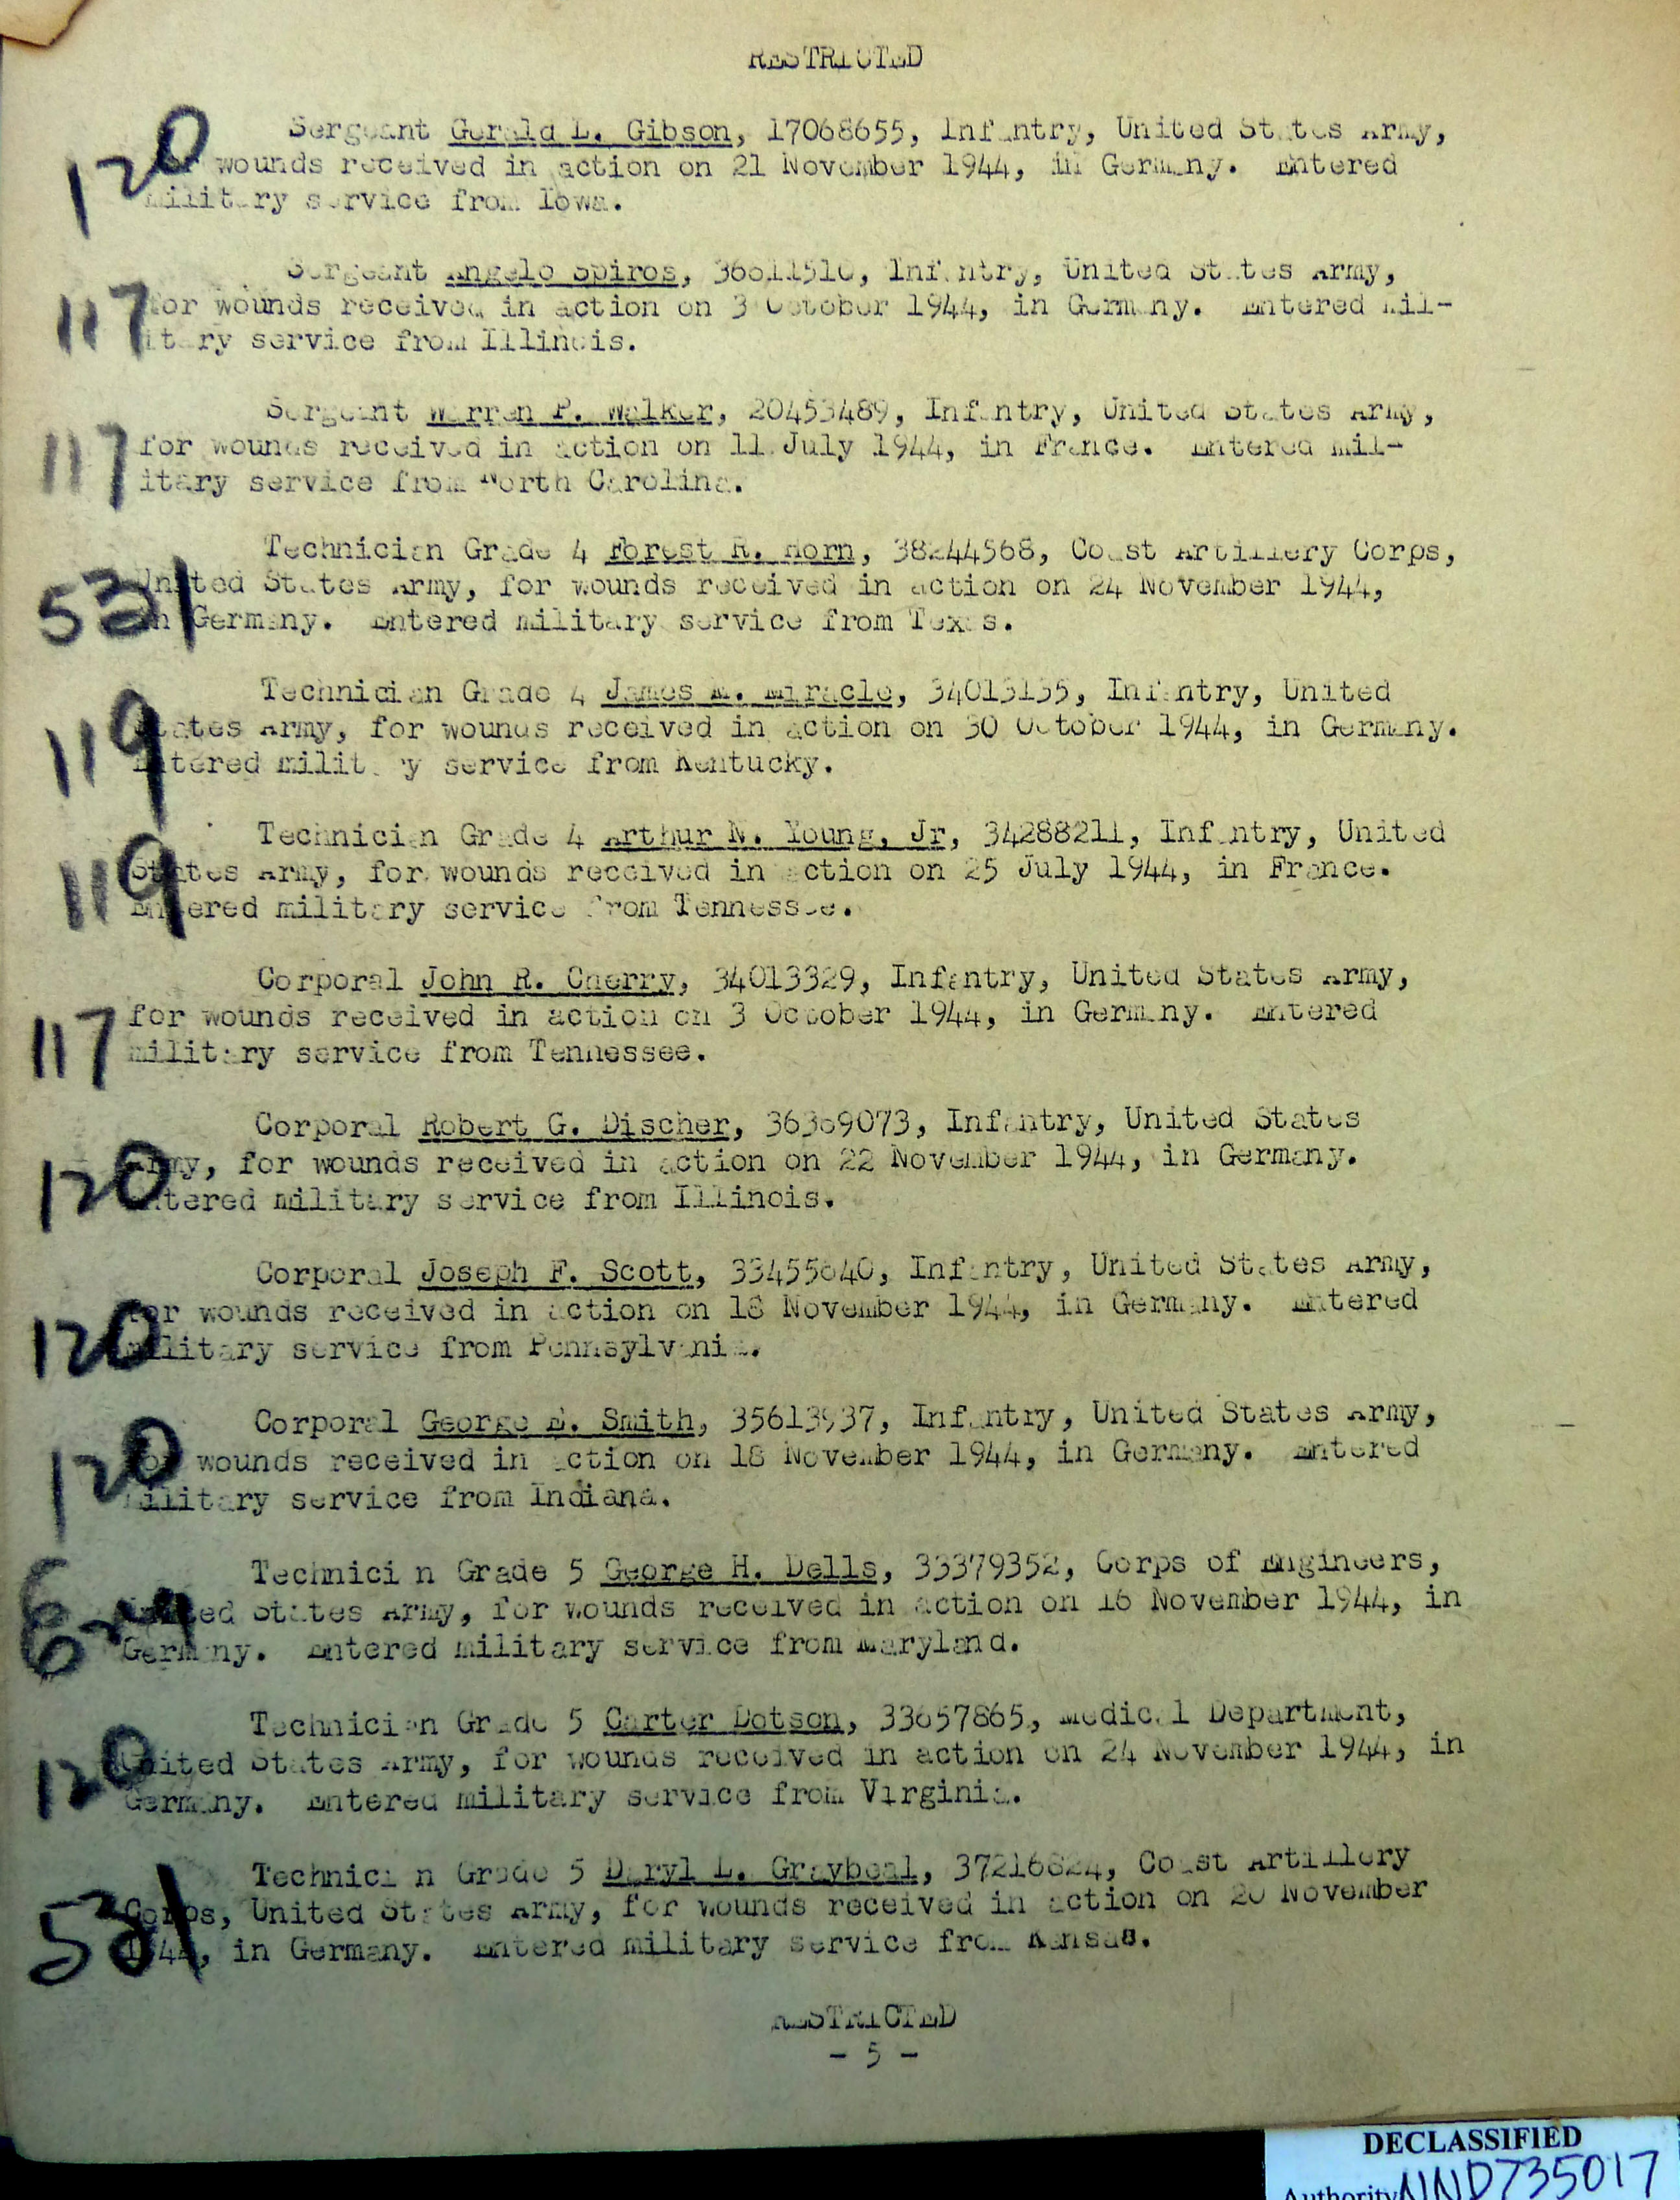 RESTRICTED
120
Sergeant Gerald L. Gibson, 17068655, Infantry, United States Army,
wounds received in action on 21 November 1944, in Germany. Entered
military service from Iowa.
117
Sergeant Angelo Spiros, Infantry, United States Army,
for wounds received in action on 3 October 1944, in Germany. Entered mil-
itary service from Illinois.
117
Sergeant Warren P. Walker, 20453489, Infantry, United States Army,
for wounds received in action on 11 July 1944, in France. Entered mil-
itary service from North Carolina.
531
Technician Grade 4 Forest R. Horn, 38244568, Coast Artillery Corps,
United States Army, for wounds received in action on 24 November 1944,
in Germany. Entered military service from Texas.
119
Technician Grade 4 James M. Miracle, 34013135, Infantry, United
States Army, for wounds received in action on 30 October 1944, in Germany.
Entered military service from Kentucky.
119
Technician Grade 4 Arthur N. Young, Jr, 34288211, Infantry, United
States Army, for wounds received in action on 25 July 1944, in France.
Entered military service from Tennessee.
117
Corporal John R. Cherry, 34013329, Infantry, United States Army,
for wounds received in action on 3 October 1944, in Germany. Entered
military service from Tennessee.
120
Corporal Robert G. Discher, 36369073, Infantry, United States
Army, for wounds received in action on 22 November 1944, in Germany.
Entered military service from Illinois.
120
Corporal Joseph F. Scott, 33455640, Infantry, United States Army,
for wounds received in action on 18 November 1944, in Germany. Entered
military service from Pennsylvania.
120
Corporal George E. Smith, 35613937, Infantry, United States Army,
for wounds received in action on 18 November 1944, in Germany. Entered
military service from Indiana.
Technician Grade 5 George H. Dells, 33379352, Corps of Engineers,
United States Army, for wounds received in action on 16 November 1944, in
Germany. Entered military service from Maryland.
120
Technician Grade 5 Carter Dotson, 33657865, Medical Department,
United States Army, for wounds received in action on 24 November 1944, in
Germany. Entered military service from Virginia.
531
Technician Grade 5 Daryl L. Graybeal, Coast Artillery
Corps, United States Army, for wounds received in action on 20 November
1944, in Germany. Entered military service from Kansas.
RESTRICTED
- 5 -
DECLASSIFIED
Authority NND735017